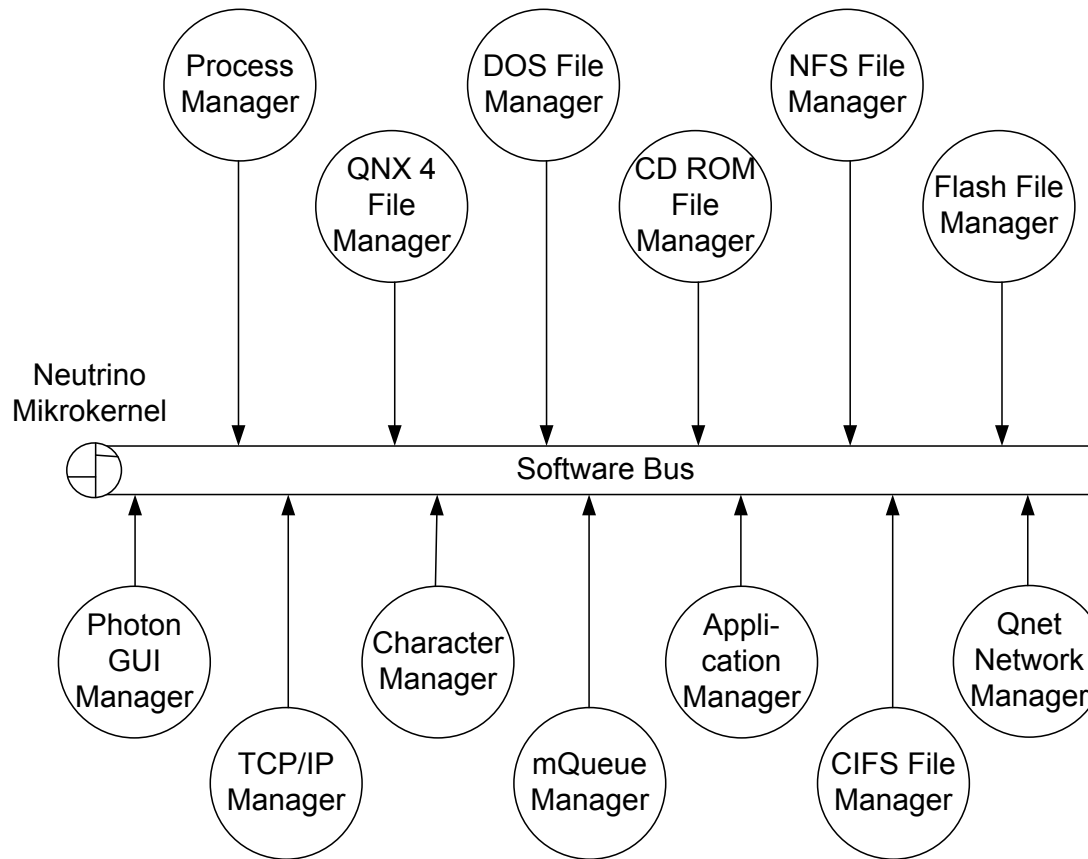 Process
Manager
DOS File
Manager
NFS File
Manager
QNX 4
File
Manager
CD ROM
File
Manager
Flash File
Manager
Neutrino
Mikrokernel
Software Bus
Photon
GUI
Manager
Character
Manager
Appli-
cation
Manager
Qnet
Network
Manager
TCP/IP
Manager
mQueue
Manager
CIFS File
Manager